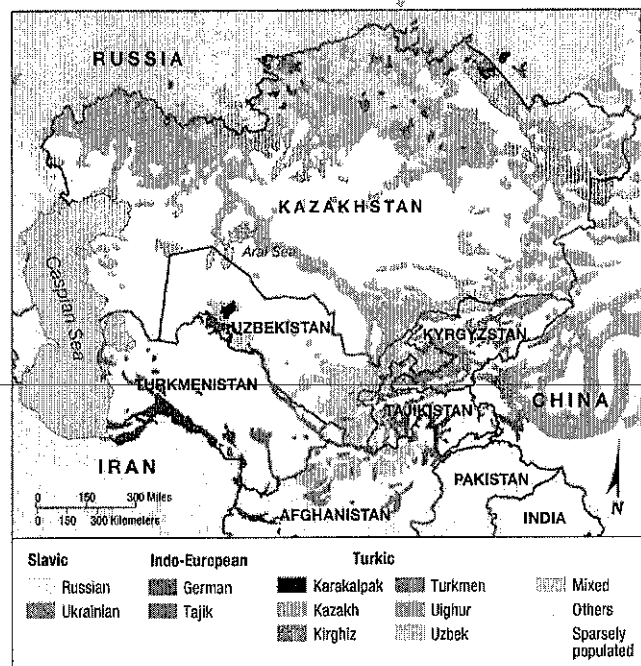 RUSSIA
KAZAKHSTAN
Aral Sea
Caspian Sea
UZBEKISTAN
KYRGYZSTAN
TURKMENISTAN
TAJIKISTAN
CHINA
IRAN
PAKISTAN
AFGHANISTAN
INDIA
0 150 300 Miles
0 150 300 Kilometers
N
Slavic
Russian
Ukrainian
Indo-European
German
Tajik
Turkic
Karakalpak
Kazakh
Kirghiz
Turkmen
Uighur
Uzbek
Mixed
Others
Sparsely
populated